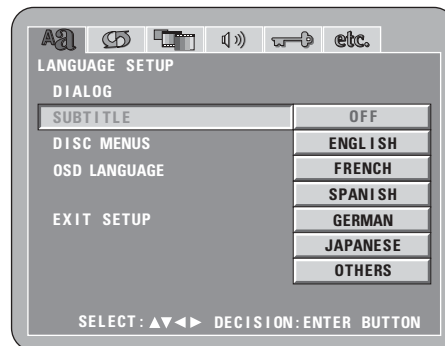 Aa etc.
LANGUAGE SETUP
DIALOG
SUBTITLE OFF
DISC MENUS ENGLISH
OSD LANGUAGE FRENCH
SPANISH
EXIT SETUP GERMAN
JAPANESE
OTHERS
SELECT:▲▼◀▶ DECISION:ENTER BUTTON